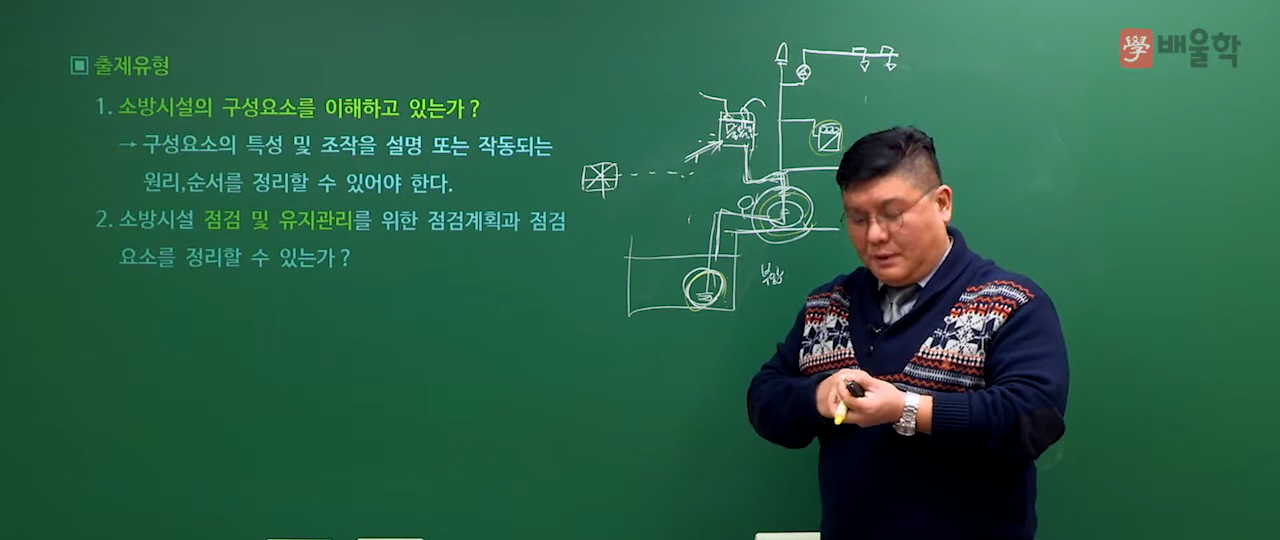 學 배울학
▣ 출제유형
1. 소방시설의 구성요소를 이해하고 있는가?
→ 구성요소의 특성 및 조작을 설명 또는 작동되는
원리,순서를 정리할 수 있어야 한다.
2. 소방시설 점검 및 유지관리를 위한 점검계획과 점검
요소를 정리할 수 있는가?